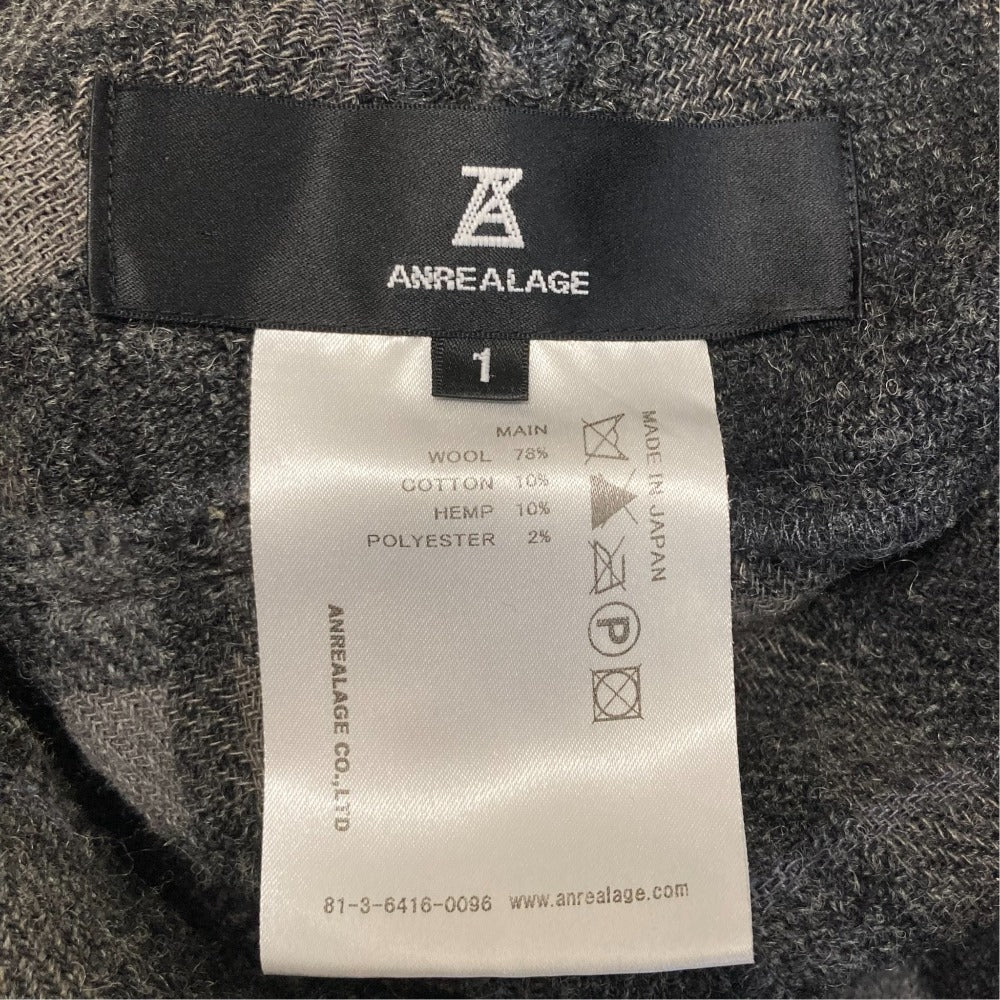 ANREALAGE
1
MAIN
WOOL 78%
COTTON 10%
HEMP 10%
POLYESTER 2%
MADE IN JAPAN
P
ANREALAGE CO.,LTD
81-3-6416-0096 www.anrealage.com